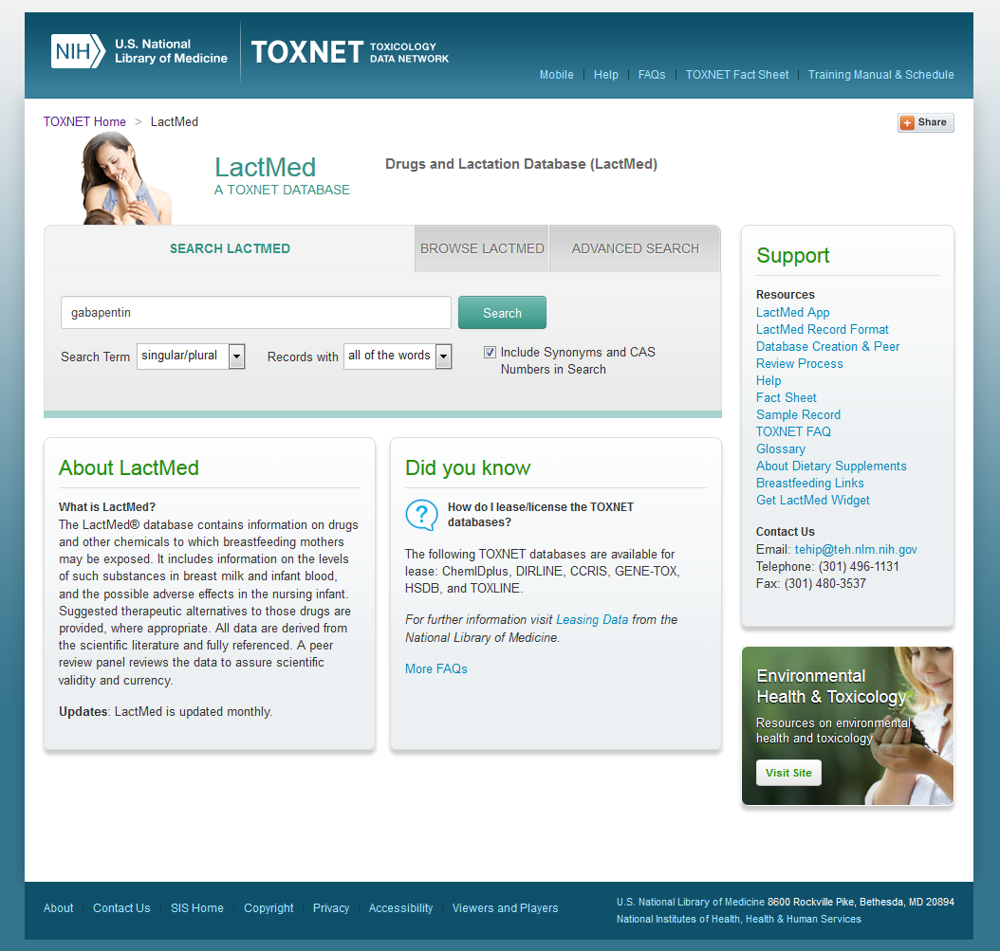 NIH U.S. National Library of Medicine
TOXNET TOXICOLOGY DATA NETWORK
Mobile | Help | FAQs | TOXNET Fact Sheet | Training Manual & Schedule
TOXNET Home > LactMed
Share
LactMed
A TOXNET DATABASE
Drugs and Lactation Database (LactMed)
SEARCH LACTMED
BROWSE LACTMED
ADVANCED SEARCH
gabapentin
Search
Search Term singular/plural
Records with all of the words
Include Synonyms and CAS
Numbers in Search
About LactMed
What is LactMed?
The LactMed® database contains information on drugs
and other chemicals to which breastfeeding mothers
may be exposed. It includes information on the levels
of such substances in breast milk and infant blood,
and the possible adverse effects in the nursing infant.
Suggested therapeutic alternatives to those drugs are
provided, where appropriate. All data are derived from
the scientific literature and fully referenced. A peer
review panel reviews the data to assure scientific
validity and currency.
Updates: LactMed is updated monthly.
Did you know
How do I lease/license the TOXNET
databases?
The following TOXNET databases are available for
lease: ChemIDplus, DIRLINE, CCRIS, GENE-TOX,
HSDB, and TOXLINE.
For further information visit Leasing Data from the
National Library of Medicine.
More FAQs
Support
Resources
LactMed App
LactMed Record Format
Database Creation & Peer
Review Process
Help
Fact Sheet
Sample Record
TOXNET FAQ
Glossary
About Dietary Supplements
Breastfeeding Links
Get LactMed Widget
Contact Us
Email: tehip@teh.nlm.nih.gov
Telephone: (301) 496-1131
Fax: (301) 480-3537
Environmental
Health & Toxicology
Resources on environmental
health and toxicology
Visit Site
About | Contact Us | SIS Home | Copyright | Privacy | Accessibility | Viewers and Players
U.S. National Library of Medicine 8600 Rockville Pike, Bethesda, MD 20894
National Institutes of Health, Health & Human Services